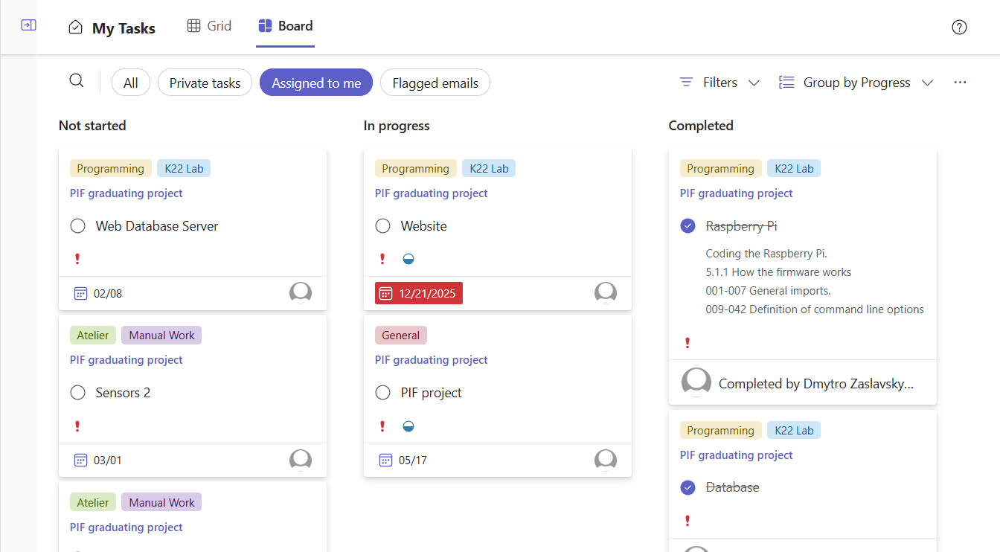 My Tasks
Grid
Board
All
Private tasks
Assigned to me
Flagged emails
Filters
Group by Progress
Not started
Programming K22 Lab
PIF graduating project
Web Database Server
02/08
Atelier Manual Work
PIF graduating project
Sensors 2
03/01
Atelier Manual Work
PIF graduating project
In progress
Programming K22 Lab
PIF graduating project
Website
12/21/2025
General
PIF graduating project
PIF project
05/17
Completed
Programming K22 Lab
PIF graduating project
Raspberry Pi
Coding the Raspberry Pi.
5.1.1 How the firmware works
001-007 General imports.
009-042 Definition of command line options
Completed by Dmytro Zaslavsky...
Programming K22 Lab
PIF graduating project
Database